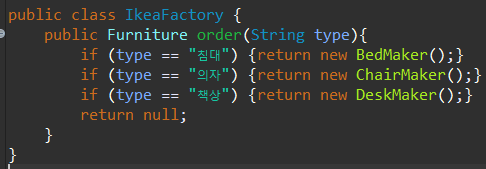 public class IkeaFactory {
    public Furniture order(String type){
        if (type == "침대") {return new BedMaker();}
        if (type == "의자") {return new ChairMaker();}
        if (type == "책상") {return new DeskMaker();}
        return null;
    }
}